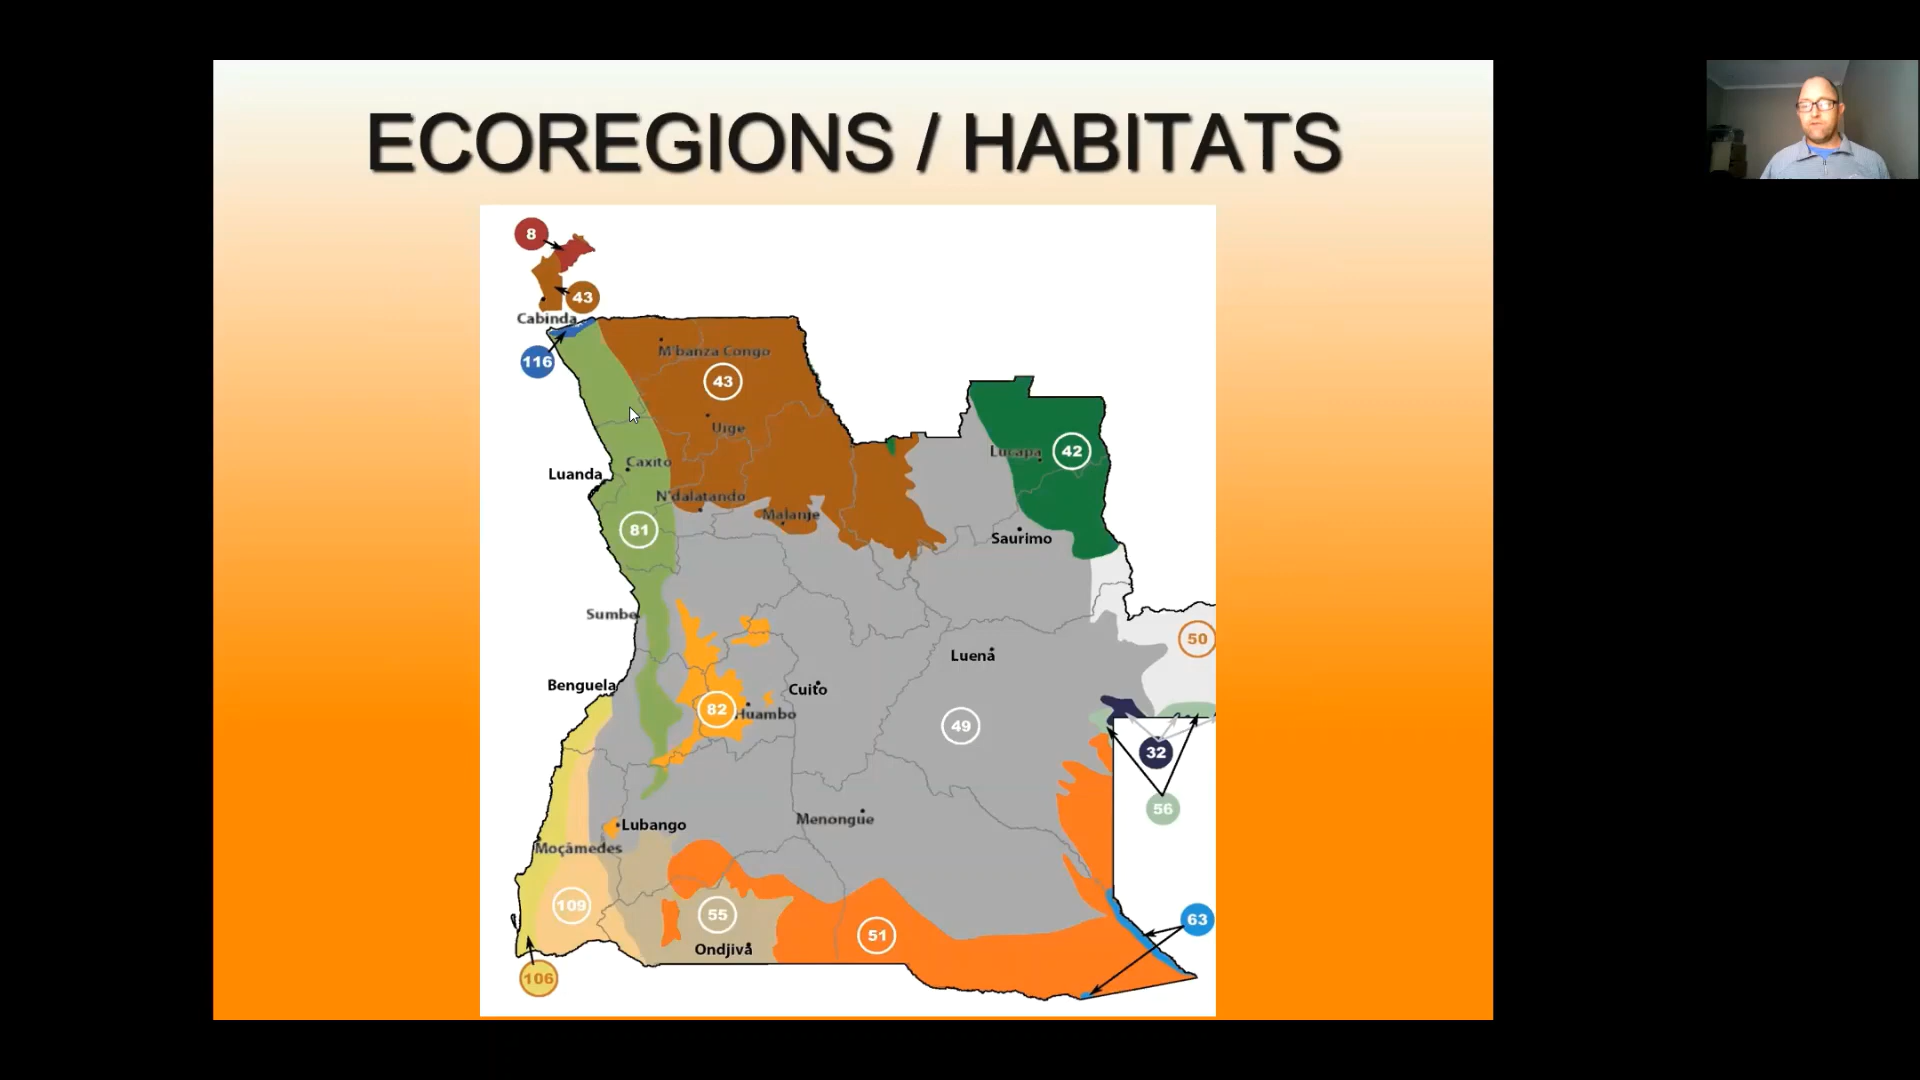 ECOREGIONS / HABITATS
8
43
Cabinda
116
M'banza Congo
43
Uige
42
Lucapa
Caxito
Luanda
N'dalatando
Malanje
81
Saurimo
Sumbe
50
Luena
Benguela
Cuito
82
Huambo
49
32
56
Lubango
Menongue
Moçâmedes
109
55
51
63
Ondjiva
106